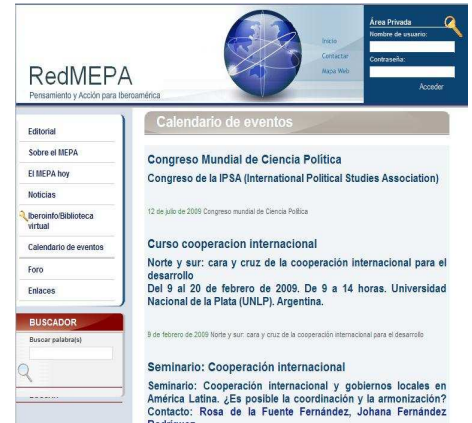 RedMEPA
Pensamiento y Acción para Iberoamérica
Inicio
Contactar
Mapa Web
Área Privada
Nombre de usuario:
Contraseña:
Acceder
Editorial
Sobre el MEPA
El MEPA hoy
Noticias
Iberoinfo/Biblioteca
virtual
Calendario de eventos
Foro
Enlaces
BUSCADOR
Buscar palabra(s)
Calendario de eventos
Congreso Mundial de Ciencia Política
Congreso de la IPSA (International Political Studies Association)
12 de julio de 2009 Congreso mundial de Ciencia Política
Curso cooperacion internacional
Norte y sur: cara y cruz de la cooperación internacional para el
desarrollo
Del 9 al 20 de febrero de 2009. De 9 a 14 horas. Universidad
Nacional de la Plata (UNLP). Argentina.
9 de febrero de 2009 Norte y sur: cara y cruz de la cooperación internacional para el desarrollo
Seminario: Cooperación internacional
Seminario: Cooperación internacional y gobiernos locales en
América Latina. ¿Es posible la coordinación y la armonización?
Contacto: Rosa de la Fuente Fernández, Johana Fernández